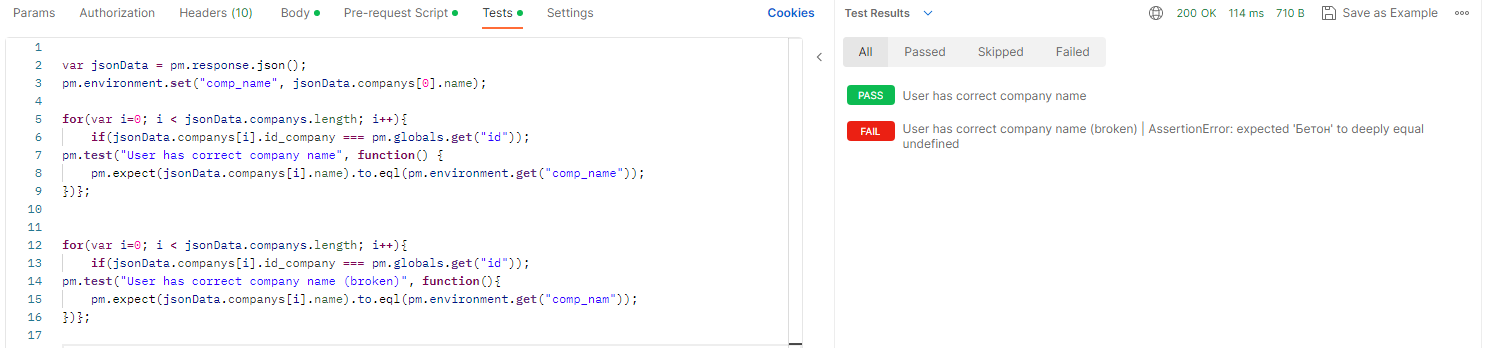 Params Authorization Headers (10) Body Pre-request Script Tests Settings Cookies
1
2 var jsonData = pm.response.json();
3 pm.environment.set("comp_name", jsonData.companys[0].name);
4
5 for(var i=0; i < jsonData.companys.length; i++){
6 if(jsonData.companys[i].id_company === pm.globals.get("id"));
7 pm.test("User has correct company name", function() {
8 pm.expect(jsonData.companys[i].name).to.eql(pm.environment.get("comp_name"));
9 })};
10
11
12 for(var i=0; i < jsonData.companys.length; i++){
13 if(jsonData.companys[i].id_company === pm.globals.get("id"));
14 pm.test("User has correct company name (broken)", function(){
15 pm.expect(jsonData.companys[i].name).to.eql(pm.environment.get("comp_nam"));
16 })};
17
Test Results 200 OK 114 ms 710 B Save as Example
All Passed Skipped Failed
PASS User has correct company name
FAIL User has correct company name (broken) | AssertionError: expected 'Бетон' to deeply equal
undefined